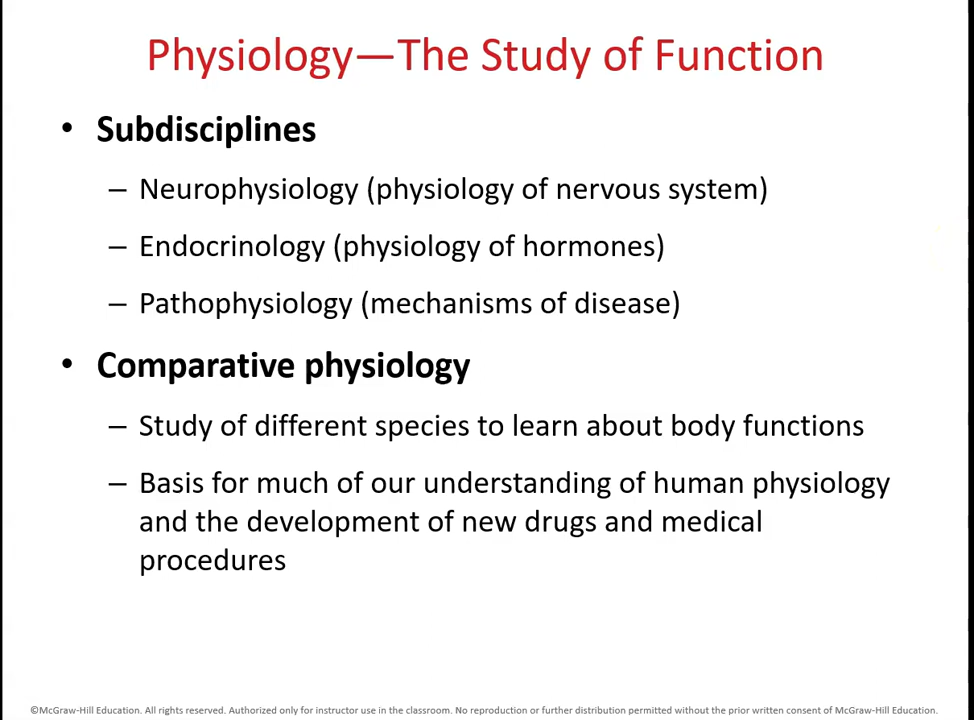 Physiology—The Study of Function
• Subdisciplines
– Neurophysiology (physiology of nervous system)
– Endocrinology (physiology of hormones)
– Pathophysiology (mechanisms of disease)
• Comparative physiology
– Study of different species to learn about body functions
– Basis for much of our understanding of human physiology
and the development of new drugs and medical
procedures
©McGraw-Hill Education. All rights reserved. Authorized only for instructor use in the classroom. No reproduction or further distribution permitted without the prior written consent of McGraw-Hill Education.